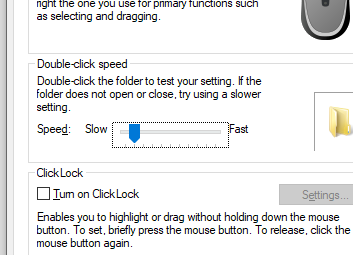 right the one you use for primary functions such
as selecting and dragging.
Double-click speed
Double-click the folder to test your setting. If the
folder does not open or close, try using a slower
setting.
Speed: Slow Fast
ClickLock
Turn on ClickLock Settings...
Enables you to highlight or drag without holding down the mouse
button. To set, briefly press the mouse button. To release, click the
mouse button again.